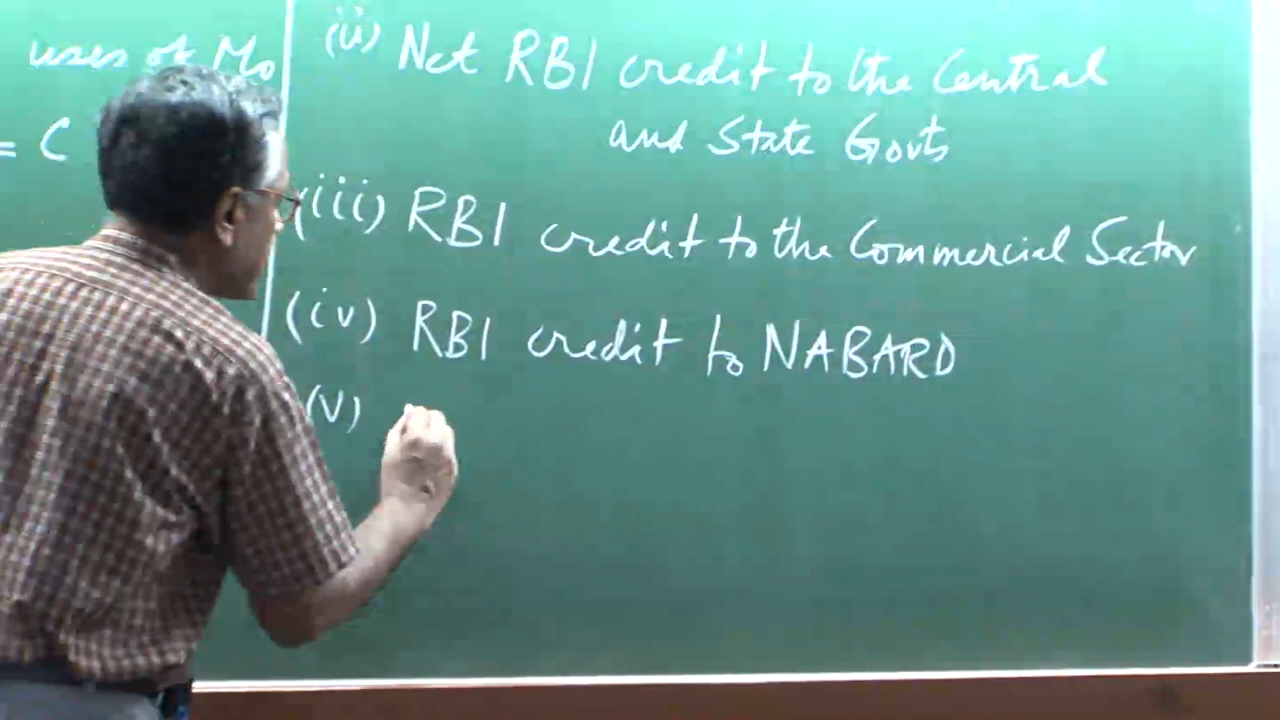 uses of Mo
= C
(ii) Net RBI credit to the Central
and State Govts
(iii) RBI credit to the Commercial Sector
(iv) RBI credit to NABARD
(v)